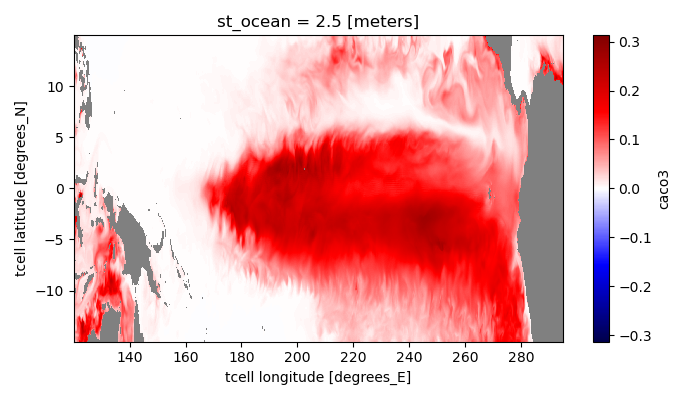 st_ocean = 2.5 [meters]
10
5
0
−5
−10
tcell latitude [degrees_N]
140 160 180 200 220 240 260 280
tcell longitude [degrees_E]
0.3
0.2
0.1
0.0
−0.1
−0.2
−0.3
caco3